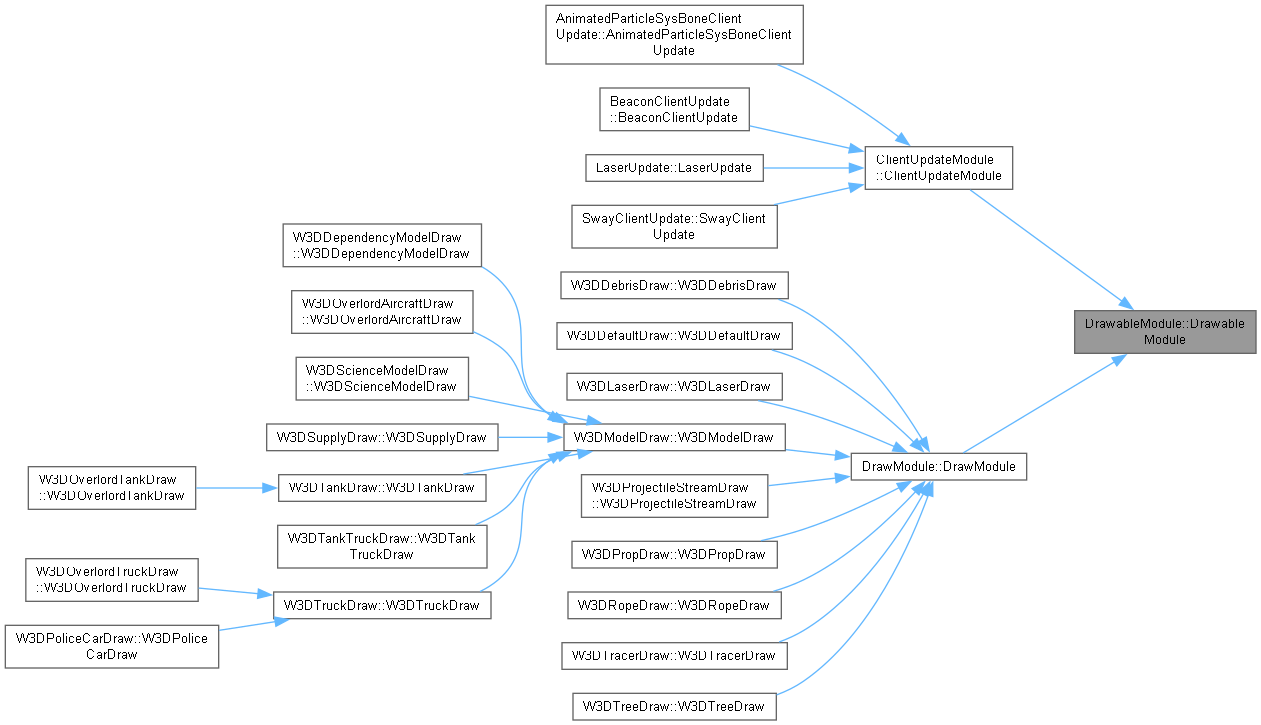 AnimatedParticleSysBoneClient
Update::AnimatedParticleSysBoneClient
Update
BeaconClientUpdate
::BeaconClientUpdate
ClientUpdateModule
::ClientUpdateModule
LaserUpdate::LaserUpdate
SwayClientUpdate::SwayClient
Update
W3DDependencyModelDraw
::W3DDependencyModelDraw
W3DDebrisDraw::W3DDebrisDraw
W3DOverlordAircraftDraw
::W3DOverlordAircraftDraw
DrawableModule::Drawable
Module
W3DDefaultDraw::W3DDefaultDraw
W3DScienceModelDraw
::W3DScienceModelDraw
W3DLaserDraw::W3DLaserDraw
W3DSupplyDraw::W3DSupplyDraw
W3DModelDraw::W3DModelDraw
DrawModule::DrawModule
W3DOverlordTankDraw
::W3DOverlordTankDraw
W3DTankDraw::W3DTankDraw
W3DProjectileStreamDraw
::W3DProjectileStreamDraw
W3DTankTruckDraw::W3DTank
TruckDraw
W3DPropDraw::W3DPropDraw
W3DOverlordTruckDraw
::W3DOverlordTruckDraw
W3DTruckDraw::W3DTruckDraw
W3DRopeDraw::W3DRopeDraw
W3DPoliceCarDraw::W3DPolice
CarDraw
W3DTracerDraw::W3DTracerDraw
W3DTreeDraw::W3DTreeDraw